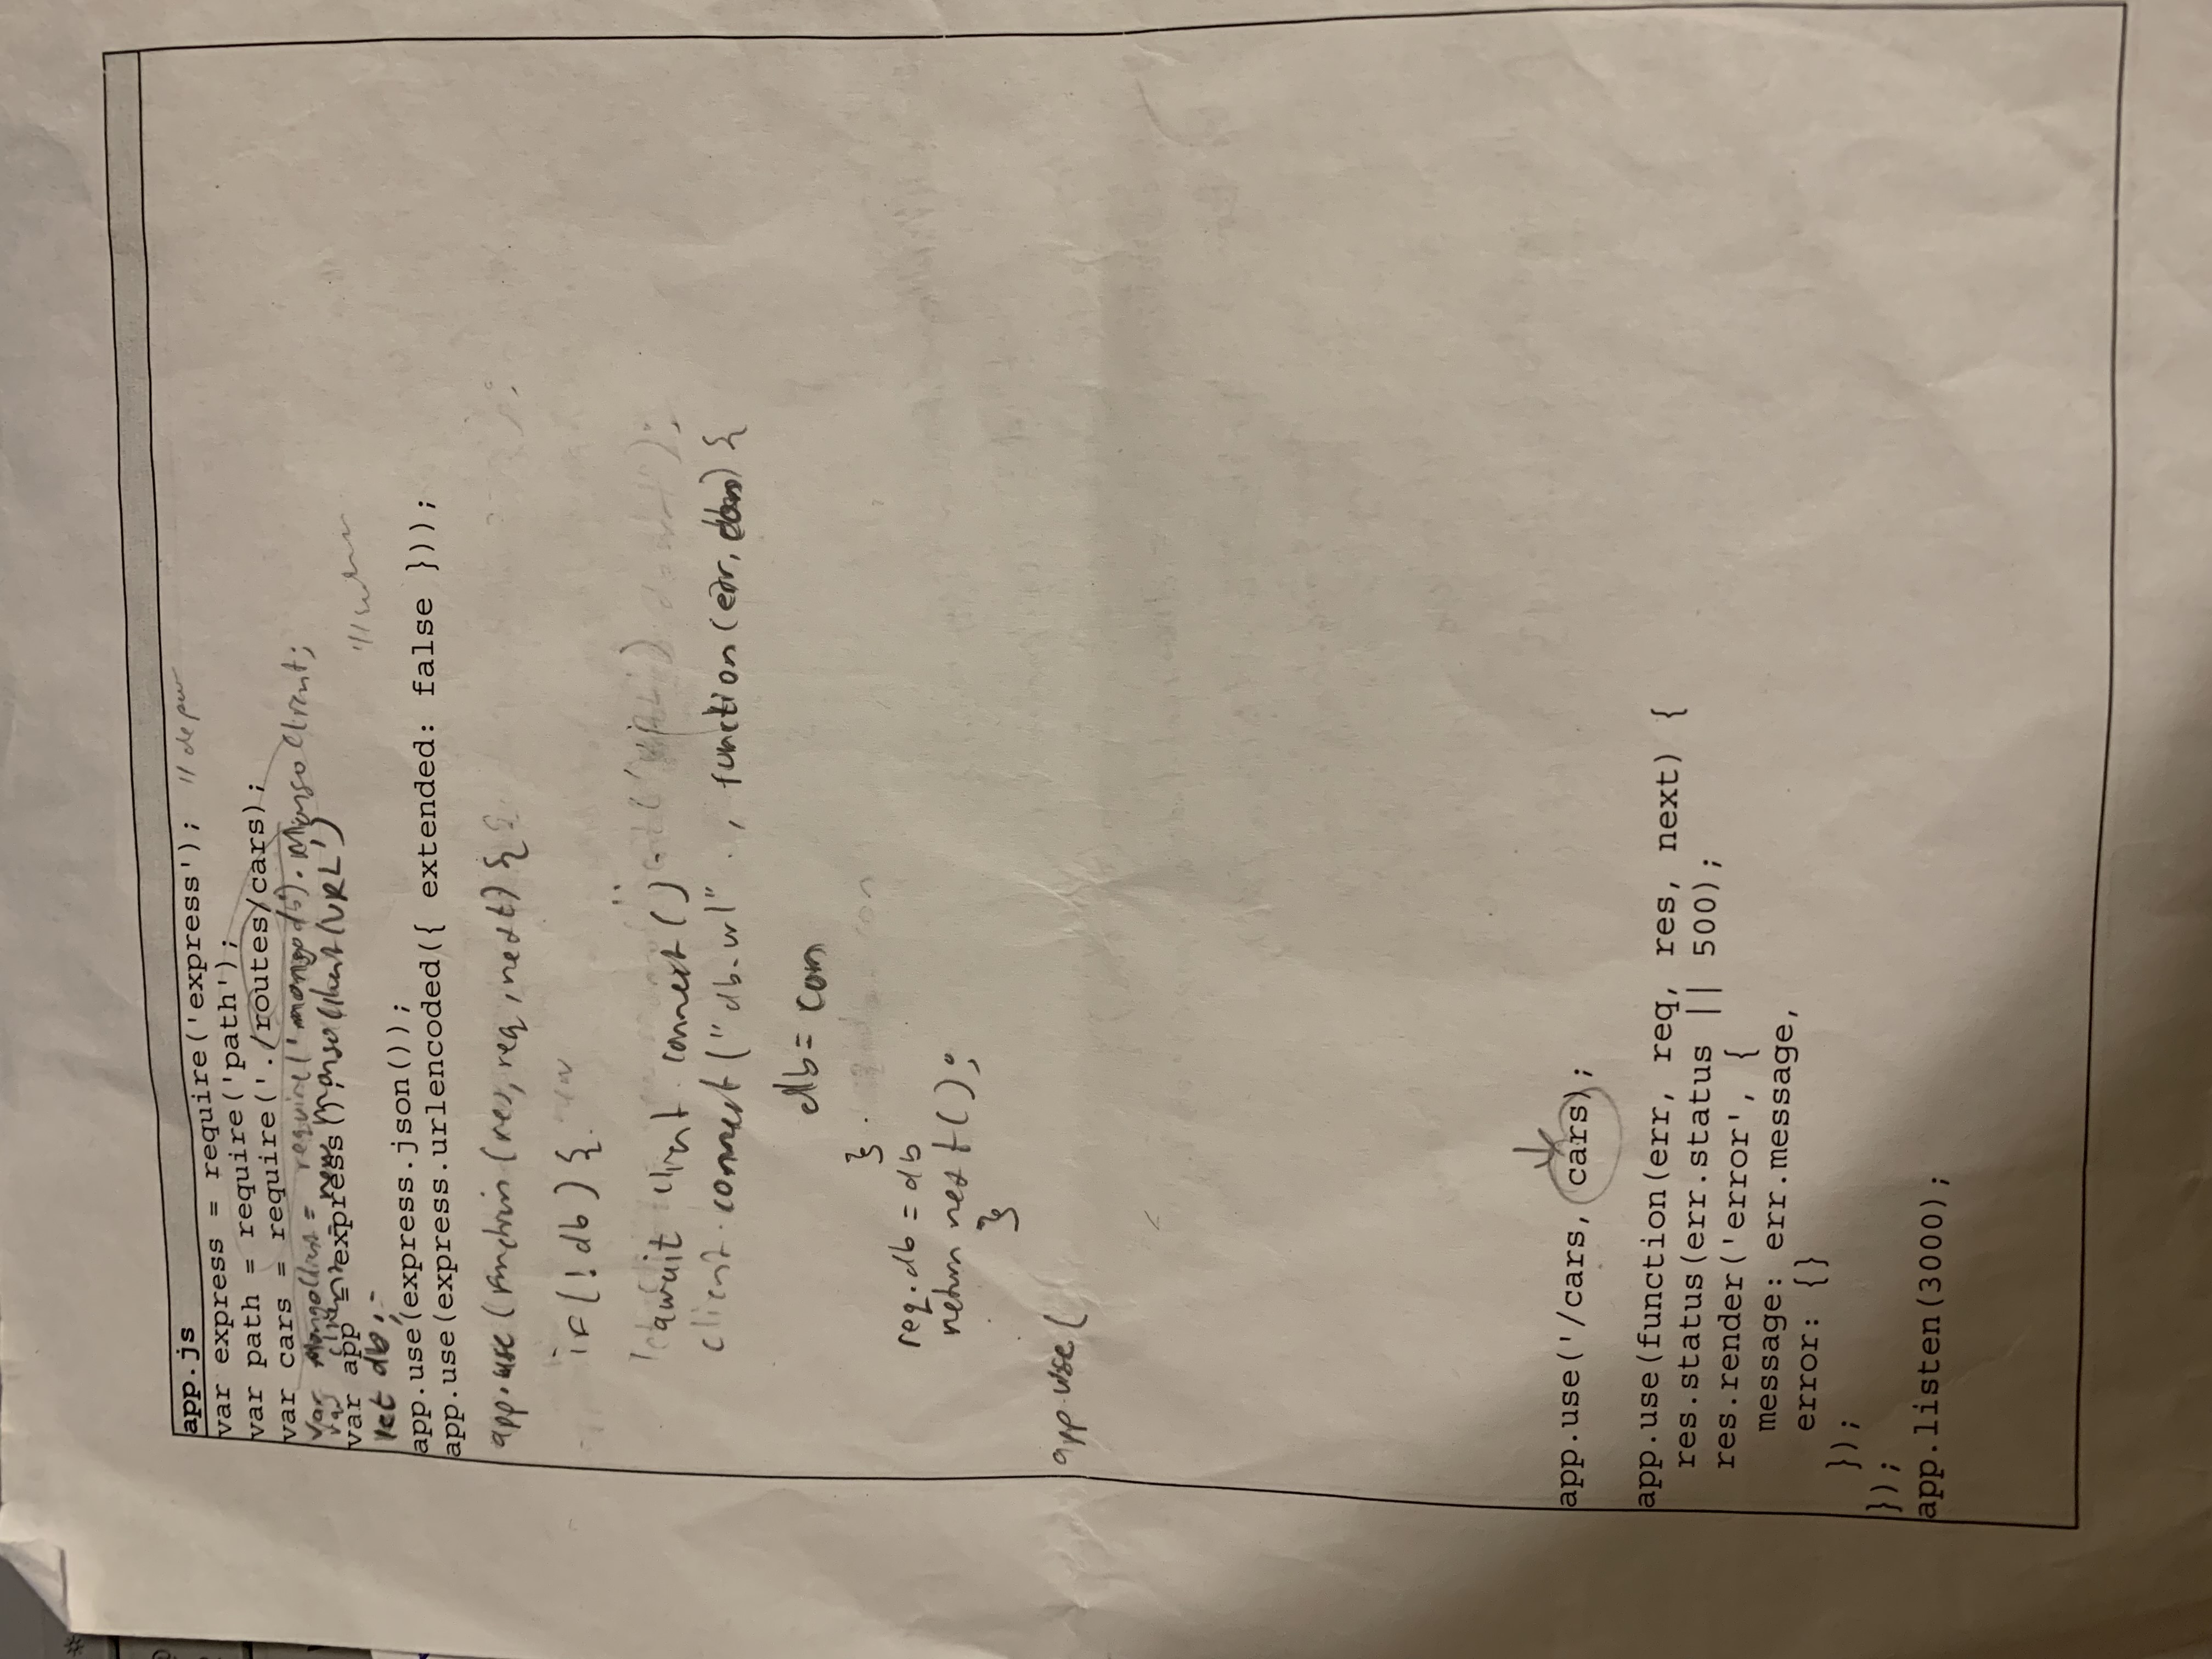 app.js
var express = require('express'); //
var path = require('path');
var cars = require('./routes/cars);
var MongoClient = require('mongodb').MongoClient;
var client = new MongoClient(URL')
var app = express();
let db;
app.use(express.json());
app.use(express.urlencoded({ extended: false }));
app.use(function(res, req, next) {
if(!db) {
await client connect()
client.connect("db.url" , function(err, ) {
db = con
}
req.db = db
return next();
}
app.use(
app.use('/cars, cars);
app.use(function(err, req, res, next) {
res.status(err.status || 500);
res.render('error', {
message: err.message,
error: {}
});
});
app.listen(3000);